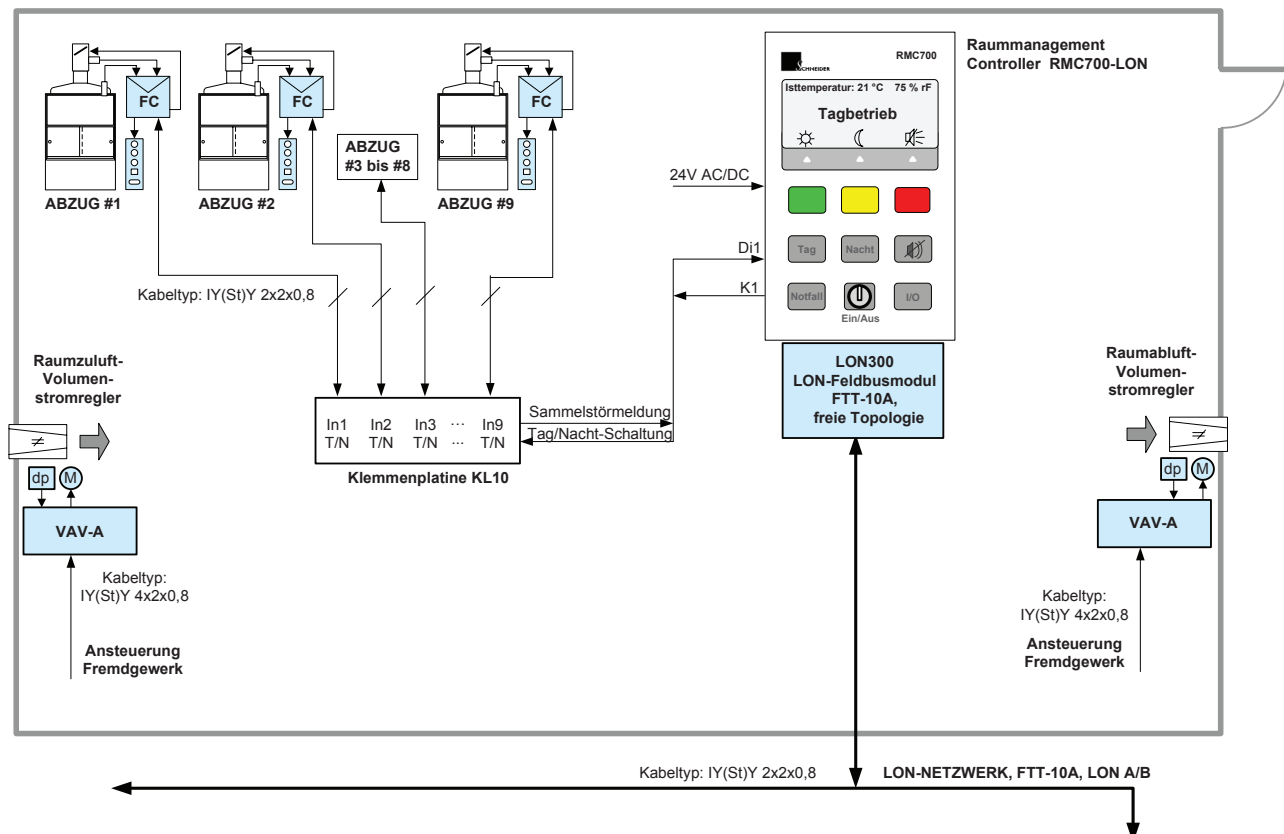 FC
ABZUG #1
FC
ABZUG #2
ABZUG
#3 bis #8
FC
ABZUG #9
SCHNEIDER
RMC700
Isttemperatur: 21 °C 75 % rF
Tagbetrieb
Tag
Nacht
Notfall
I/O
Ein/Aus
Raummanagement
Controller RMC700-LON
24V AC/DC
Di1
K1
Kabeltyp: IY(St)Y 2x2x0,8
LON300
LON-Feldbusmodul
FTT-10A,
freie Topologie
Raumzuluft-
Volumen-
stromregler
≠
dp
M
VAV-A
Kabeltyp:
IY(St)Y 4x2x0,8
Ansteuerung
Fremdgewerk
In1 In2 In3 ··· In9
T/N T/N T/N ... T/N
Klemmenplatine KL10
Sammelstörmeldung
Tag/Nacht-Schaltung
Raumabluft-
Volumen-
stromregler
≠
dp
M
VAV-A
Kabeltyp:
IY(St)Y 4x2x0,8
Ansteuerung
Fremdgewerk
Kabeltyp: IY(St)Y 2x2x0,8
LON-NETZWERK, FTT-10A, LON A/B